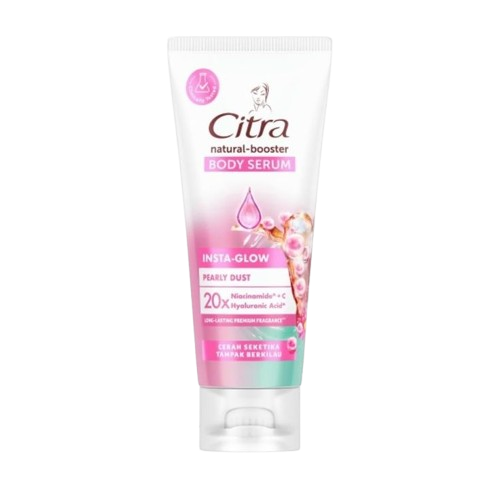 Citra
natural-booster
BODY SERUM
INSTA-GLOW
PEARLY DUST
20x Niacinamide* + C
Hyaluronic Acid*
LONG-LASTING PREMIUM FRAGRANCE
CERAH SEKETIKA
TAMPAK BERKILAU